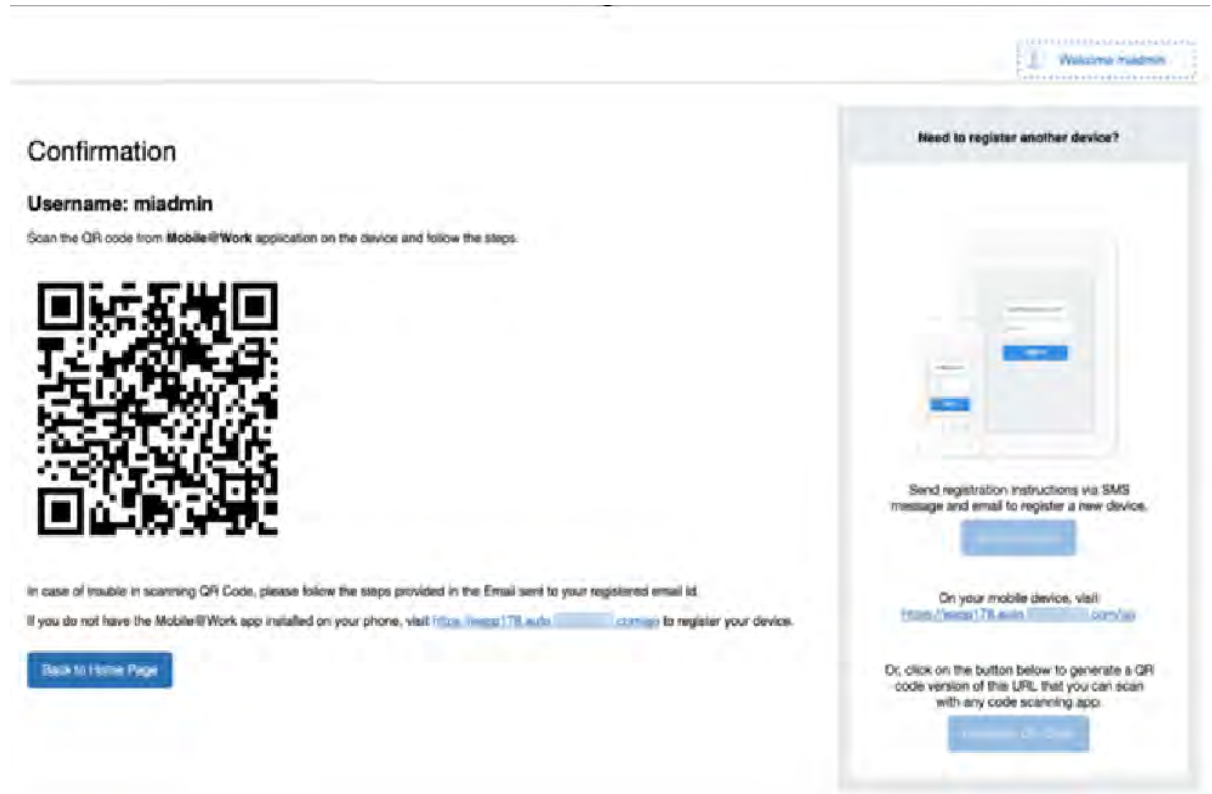 Welcome miadmin
Confirmation
Username: miadmin
Scan the QR code from Mobile@Work application on the device and follow the steps.
In case of trouble in scanning QR Code, please follow the steps provided in the Email sent to your registered email id.
If you do not have the Mobile@Work app installed on your phone, visit .com/go to register your device.
Back to Home Page
Need to register another device?
Send registration instructions via SMS
message and email to register a new device.
On your mobile device, visit
.com/go
Or, click on the button below to generate a QR
code version of this URL that you can scan
with any code scanning app.